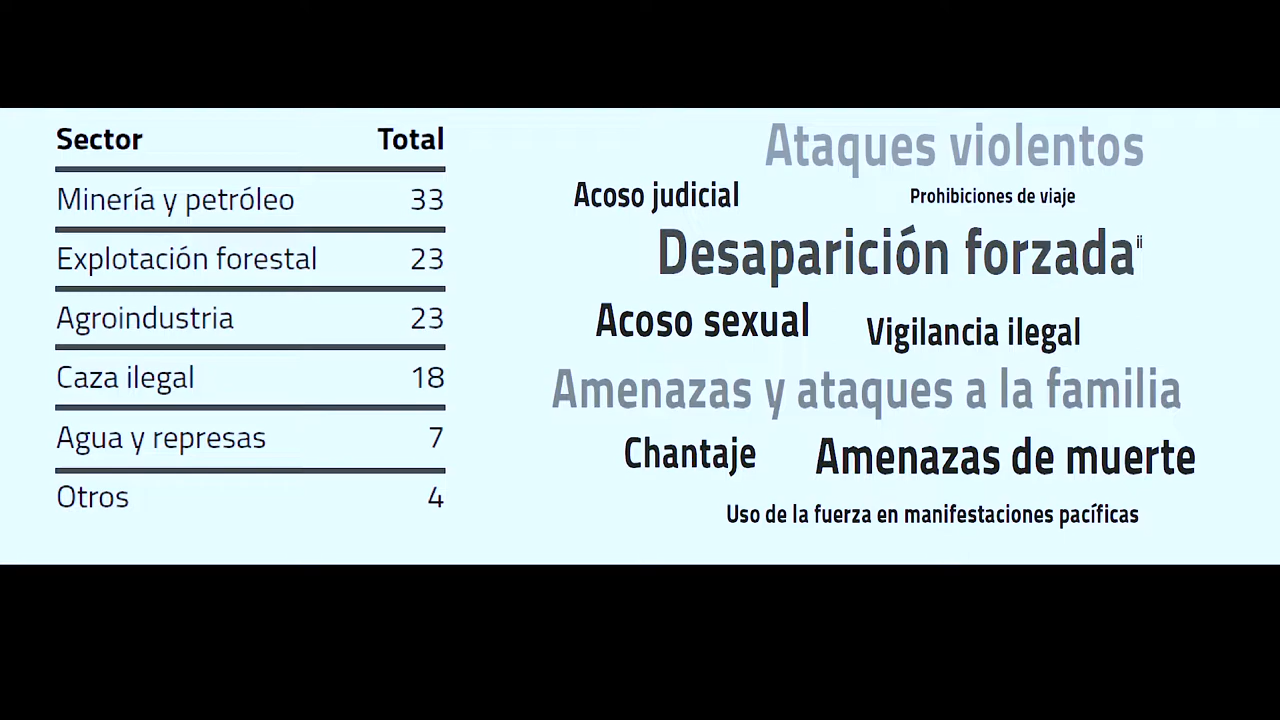 Sector Total
Minería y petróleo 33
Explotación forestal 23
Agroindustria 23
Caza ilegal 18
Agua y represas 7
Otros 4
Ataques violentos
Acoso judicial Prohibiciones de viaje
Desaparición forzada ii
Acoso sexual Vigilancia ilegal
Amenazas y ataques a la familia
Chantaje Amenazas de muerte
Uso de la fuerza en manifestaciones pacíficas